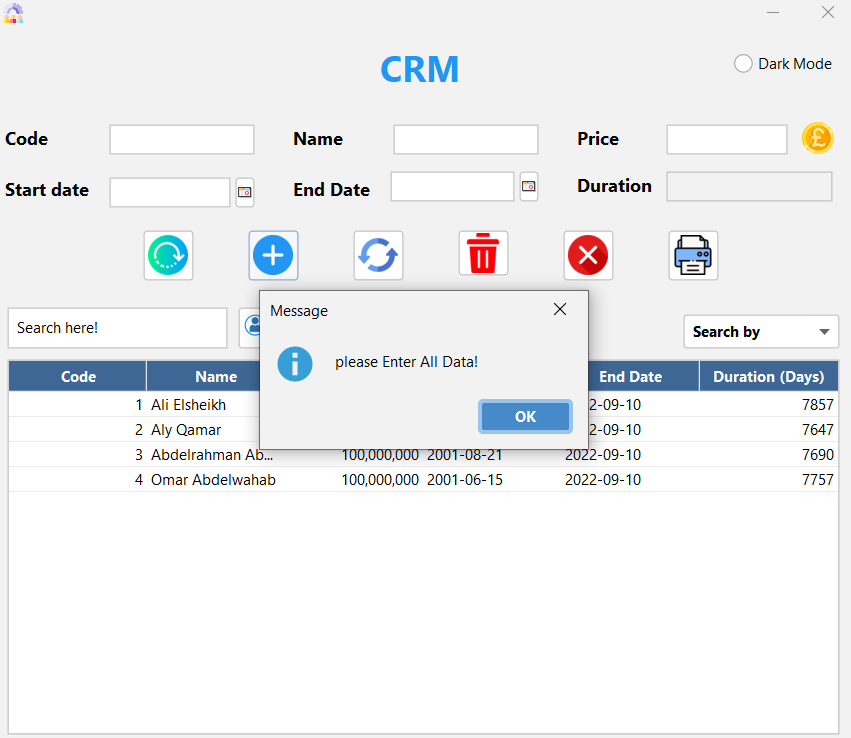 CRM
Dark Mode
Code Name Price £
Start date End Date Duration
Search here!
Search by
Message
please Enter All Data!
OK
Code Name End Date Duration (Days)
1 Ali Elsheikh 2-09-10 7857
2 Aly Qamar 2-09-10 7647
3 Abdelrahman Ab... 100,000,000 2001-08-21 2022-09-10 7690
4 Omar Abdelwahab 100,000,000 2001-06-15 2022-09-10 7757